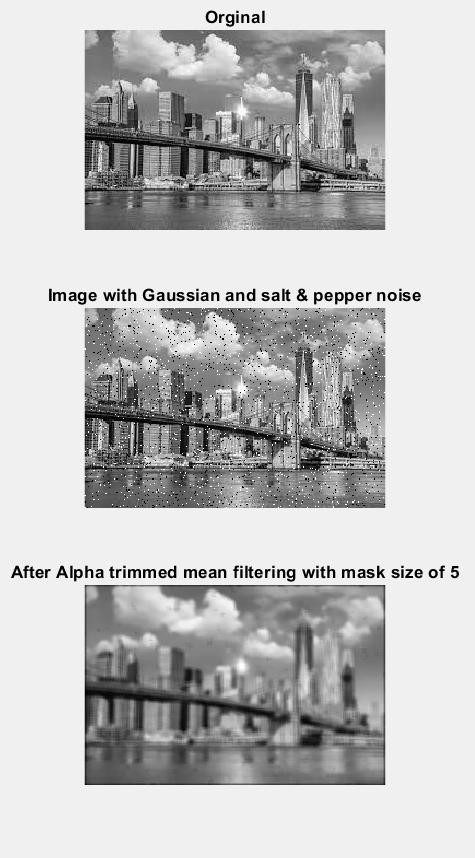 Orginal
Image with Gaussian and salt & pepper noise
After Alpha trimmed mean filtering with mask size of 5